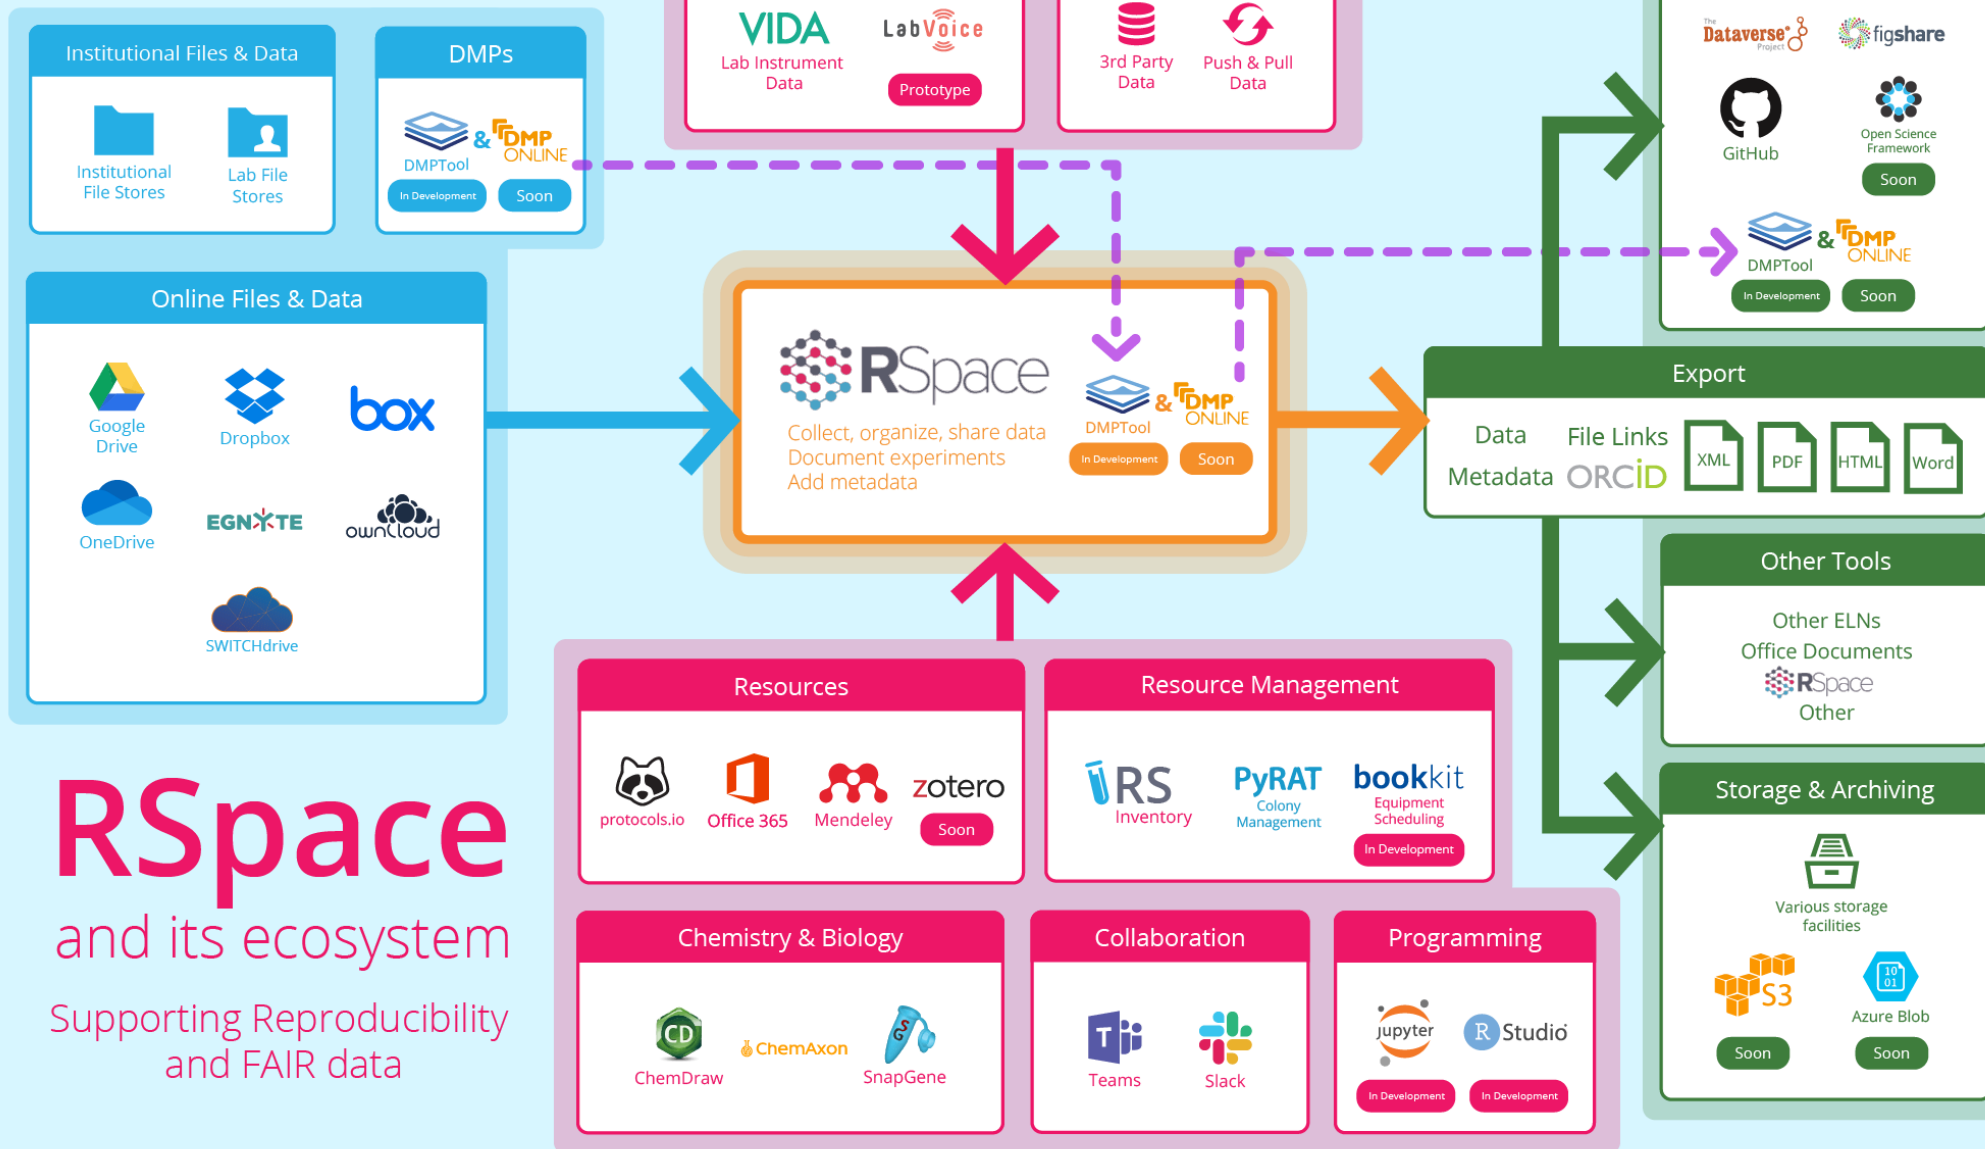 Institutional Files & Data
Institutional
File Stores
Lab File
Stores
DMPs
DMPTool
&
DMP
ONLINE
In Development
Soon
VIDA
Lab Instrument
Data
LabVoice
Prototype
3rd Party
Data
Push & Pull
Data
The
Dataverse
Project
figshare
GitHub
Open Science
Framework
Soon
DMPTool
&
DMP
ONLINE
In Development
Soon
Online Files & Data
Google
Drive
Dropbox
box
OneDrive
EGNYTE
ownCloud
SWITCHdrive
RSpace
Collect, organize, share data
Document experiments
Add metadata
DMPTool
&
DMP
ONLINE
In Development
Soon
Export
Data
Metadata
File Links
ORCiD
XML
PDF
HTML
Word
Other Tools
Other ELNs
Office Documents
RSpace
Other
Resources
protocols.io
Office 365
Mendeley
zotero
Soon
Resource Management
RS
Inventory
PyRAT
Colony
Management
bookkit
Equipment
Scheduling
In Development
Storage & Archiving
Various storage
facilities
S3
Soon
10
01
Azure Blob
Soon
RSpace
and its ecosystem
Supporting Reproducibility
and FAIR data
Chemistry & Biology
CD
ChemDraw
ChemAxon
SG
SnapGene
Collaboration
T
Teams
Slack
Programming
jupyter
In Development
R Studio
In Development